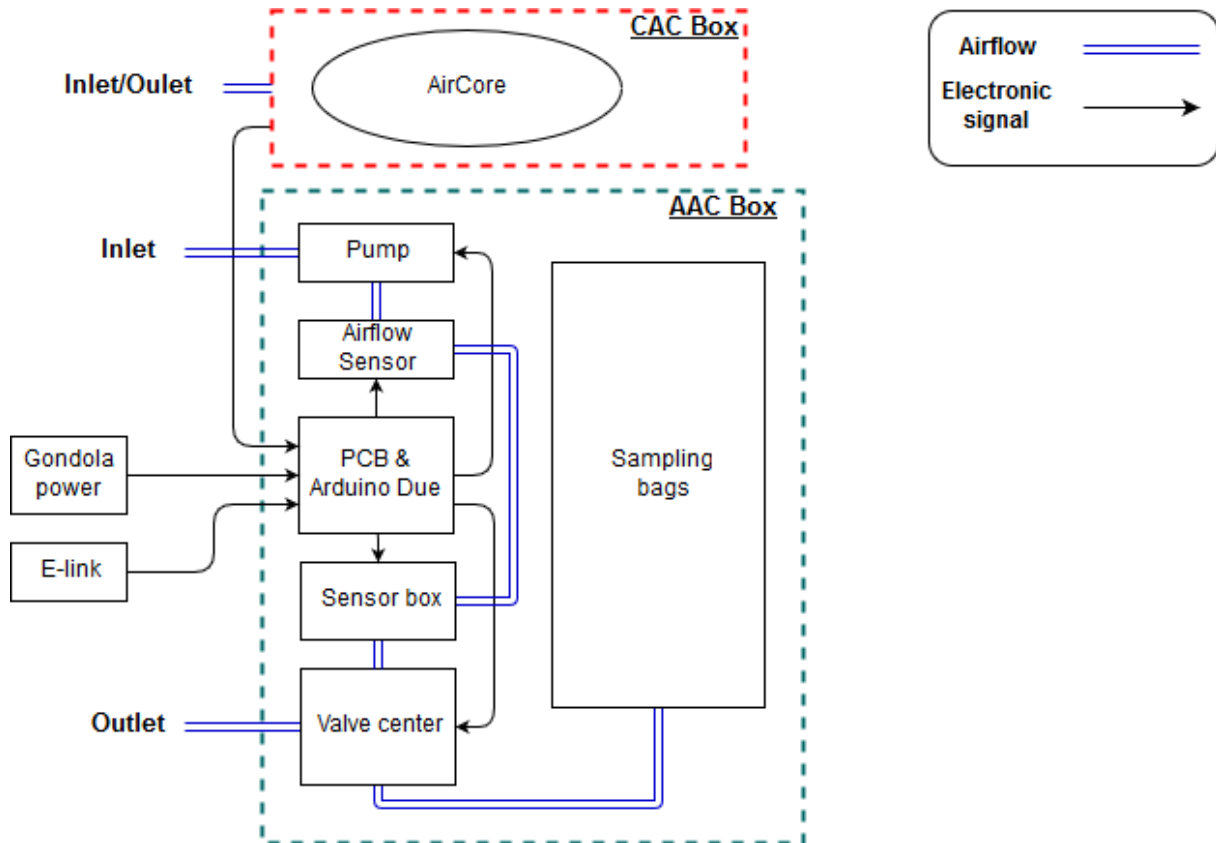 CAC Box
Inlet/Oulet
AirCore
Airflow
Electronic
signal
AAC Box
Inlet
Pump
Airflow
Sensor
Gondola
power
PCB &
Arduino Due
Sampling
bags
E-link
Sensor box
Outlet
Valve center